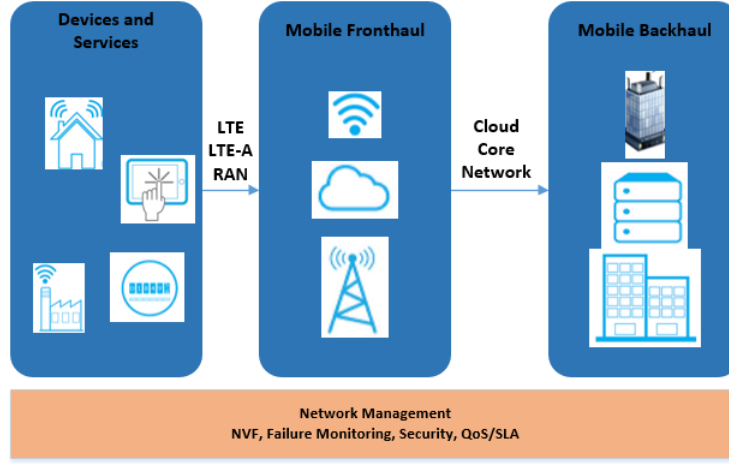 Devices and
Services
Mobile Fronthaul
Mobile Backhaul
LTE
LTE-A
RAN
Cloud
Core
Network
Network Management
NVF, Failure Monitoring, Security, QoS/SLA